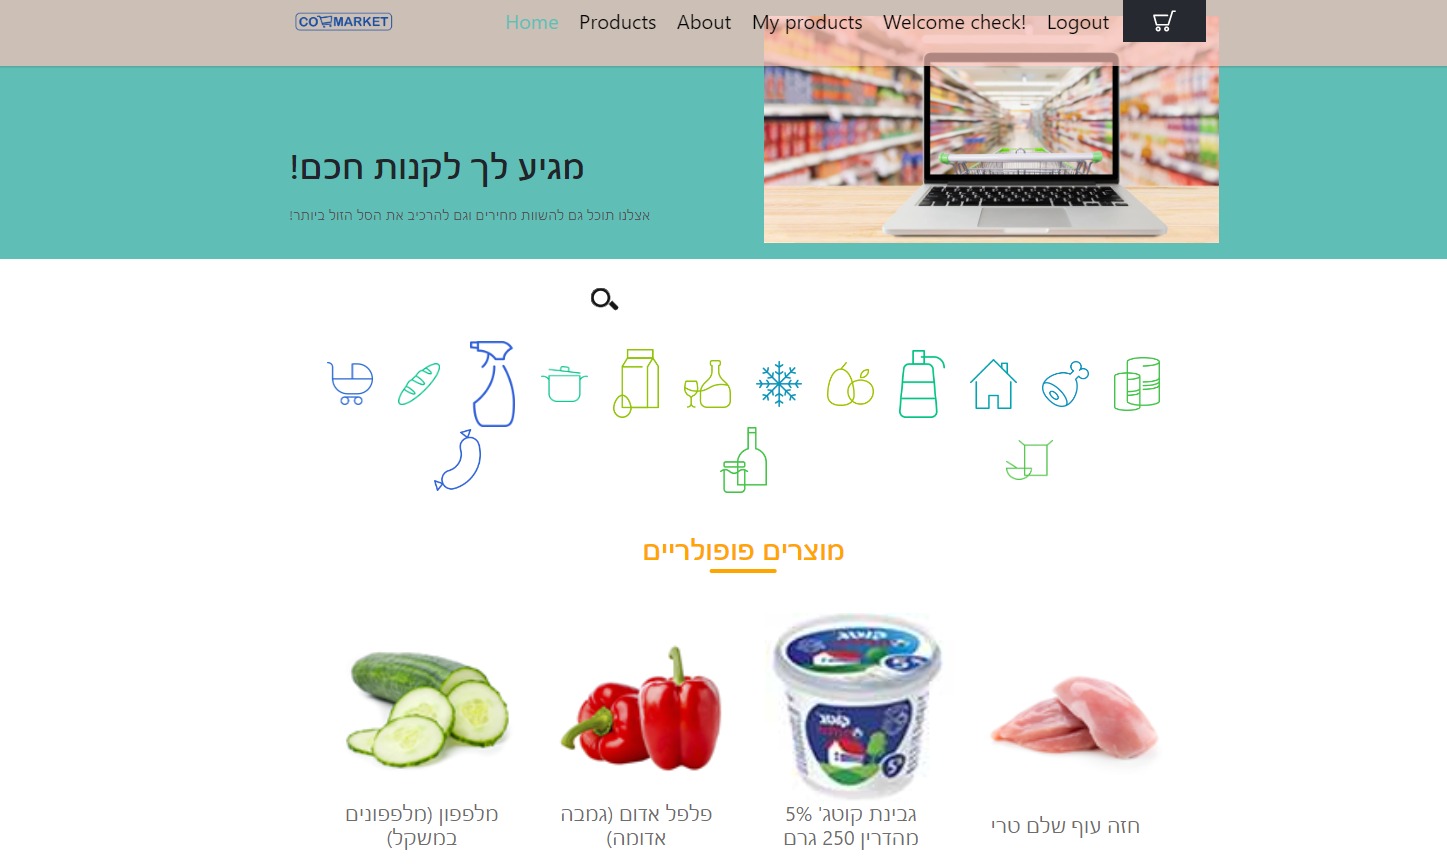 COMARKET
Home Products About My products Welcome check! Logout
מגיע לך לקנות חכם!
אצלנו תוכל גם להשוות מחירים וגם להרכיב את הסל הזול ביותר!
מוצרים פופולריים
מלפפון (מלפפונים
במשקל)
פלפל אדום (גמבה
אדומה)
5%
גבינת קוטג' 5%
מהדרין 250 גרם
חזה עוף שלם טרי